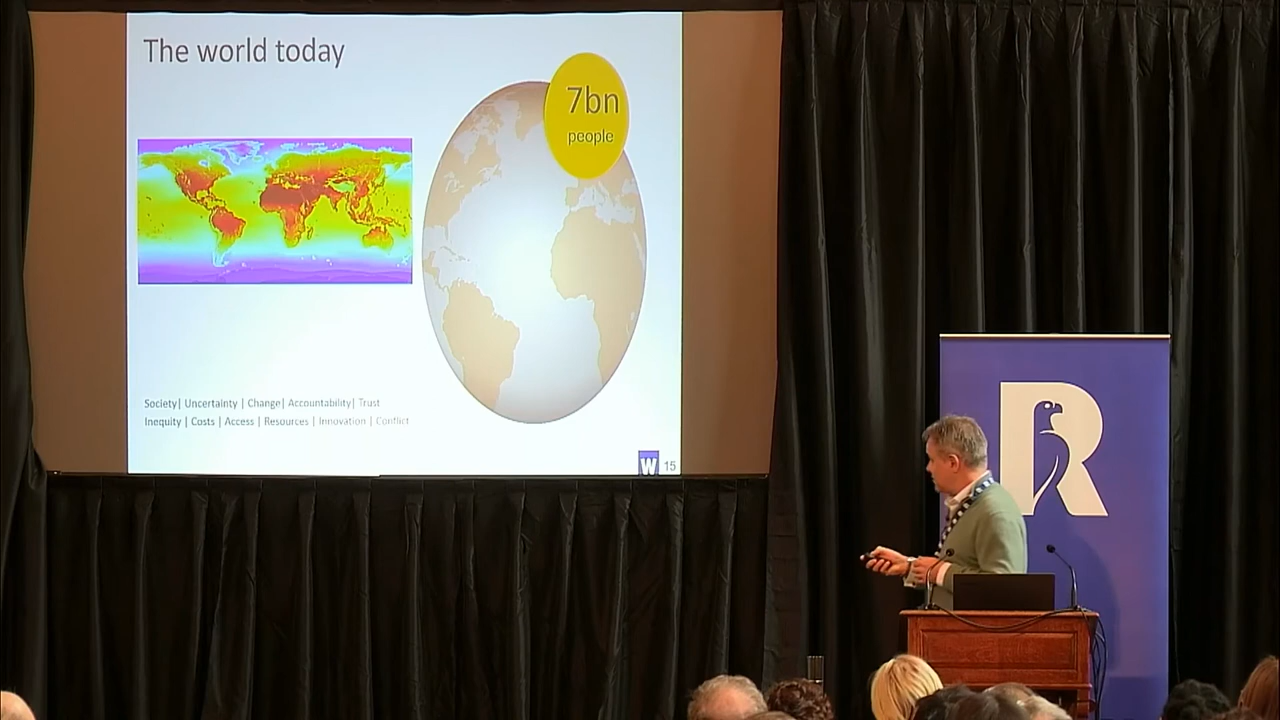 The world today
7bn
people
Society| Uncertainty | Change| Accountability| Trust
Inequity | Costs | Access | Resources | Innovation | Conflict
W 15
R